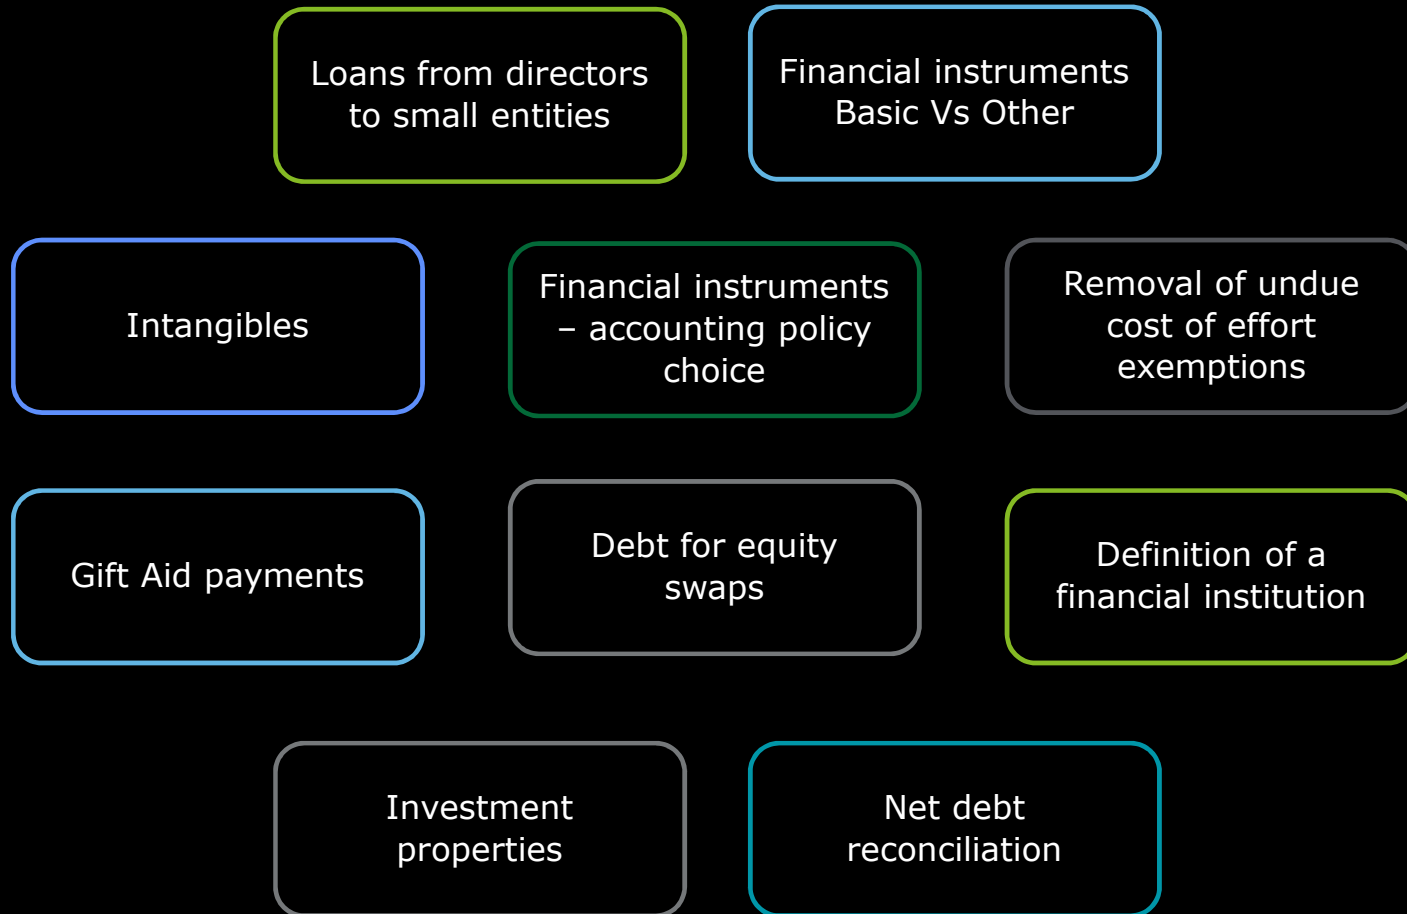 Loans from directors
to small entities
Financial instruments
Basic Vs Other
Intangibles
Financial instruments
– accounting policy
choice
Removal of undue
cost of effort
exemptions
Gift Aid payments
Debt for equity
swaps
Definition of a
financial institution
Investment
properties
Net debt
reconciliation